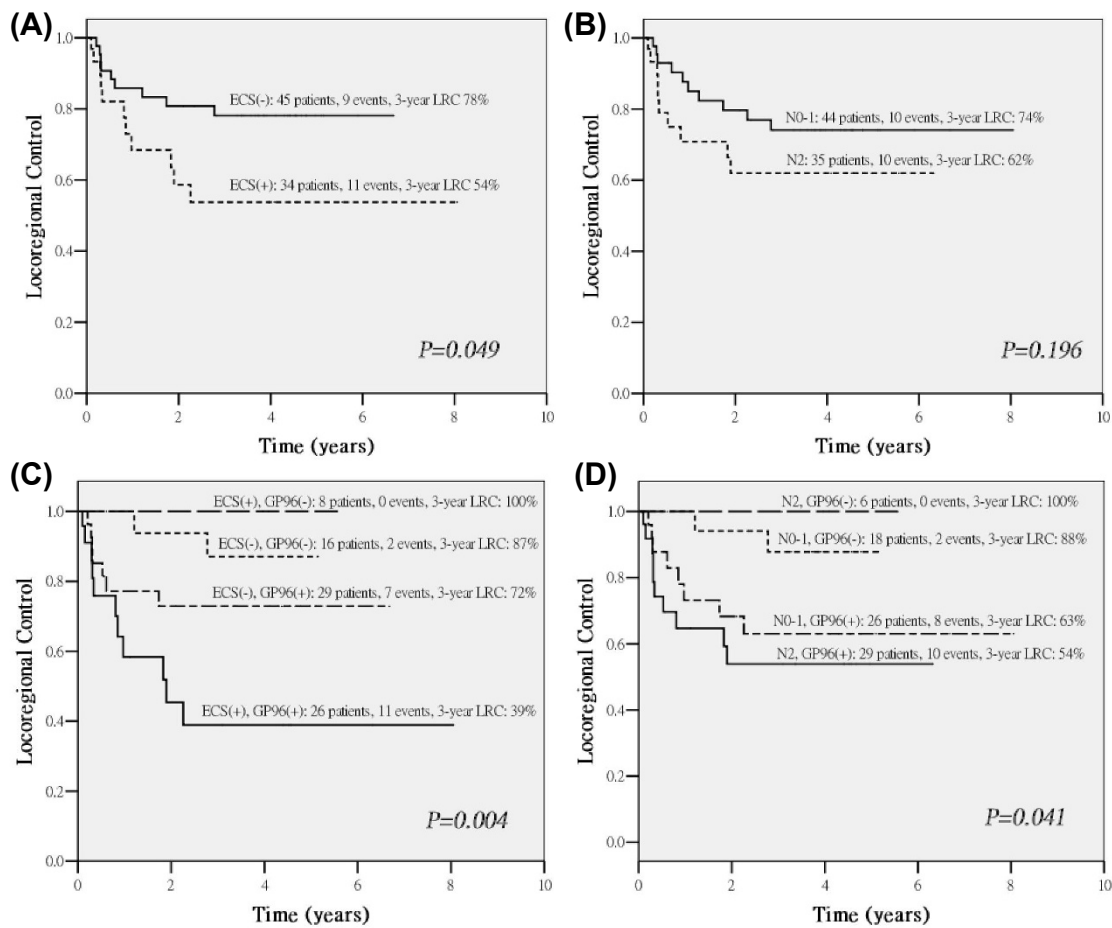 (A)
Locoregional Control
1.0
0.8
0.6
0.4
0.2
0.0
ECS(-): 45 patients, 9 events, 3-year LRC 78%
ECS(+): 34 patients, 11 events, 3-year LRC 54%
P=0.049
0 2 4 6 8 10
Time (years)
(B)
Locoregional Control
1.0
0.8
0.6
0.4
0.2
0.0
N0-1: 44 patients, 10 events, 3-year LRC: 74%
N2: 35 patients, 10 events, 3-year LRC: 62%
P=0.196
0 2 4 6 8 10
Time (years)
(C)
Locoregional Control
1.0
0.8
0.6
0.4
0.2
0.0
ECS(+), GP96(-): 8 patients, 0 events, 3-year LRC: 100%
ECS(-), GP96(-): 16 patients, 2 events, 3-year LRC: 87%
ECS(-), GP96(+): 29 patients, 7 events, 3-year LRC: 72%
ECS(+), GP96(+): 26 patients, 11 events, 3-year LRC: 39%
P=0.004
0 2 4 6 8 10
Time (years)
(D)
Locoregional Control
1.0
0.8
0.6
0.4
0.2
0.0
N2, GP96(-): 6 patients, 0 events, 3-year LRC: 100%
N0-1, GP96(-): 18 patients, 2 events, 3-year LRC: 88%
N0-1, GP96(+): 26 patients, 8 events, 3-year LRC: 63%
N2, GP96(+): 29 patients, 10 events, 3-year LRC: 54%
P=0.041
0 2 4 6 8 10
Time (years)